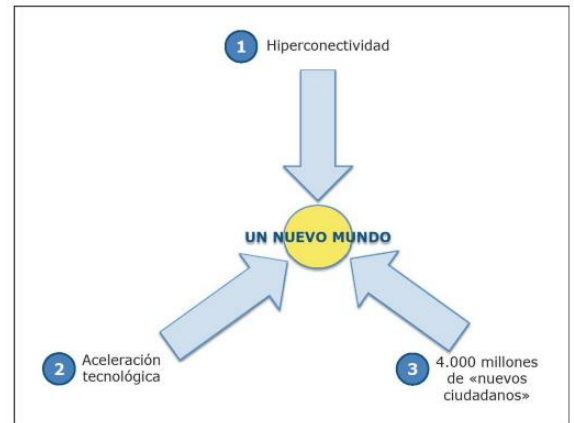 1 Hiperconectividad
UN NUEVO MUNDO
2 Aceleración
tecnológica
3 4.000 millones
de «nuevos
ciudadanos»